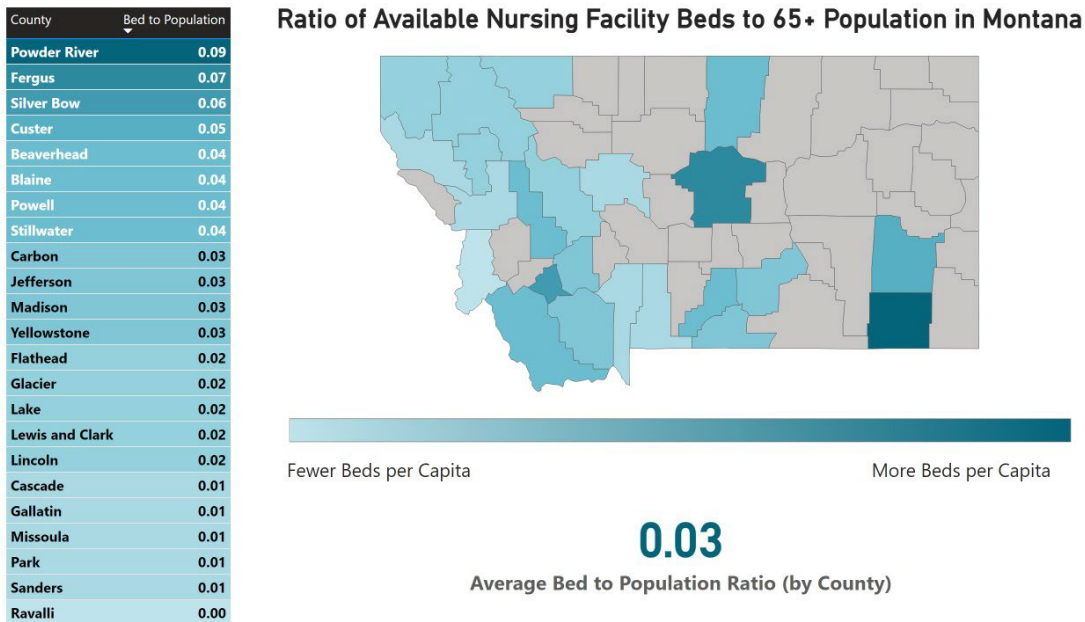 Ratio of Available Nursing Facility Beds to 65+ Population in Montana
County Bed to Population
Powder River 0.09
Fergus 0.07
Silver Bow 0.06
Custer 0.05
Beaverhead 0.04
Blaine 0.04
Powell 0.04
Stillwater 0.04
Carbon 0.03
Jefferson 0.03
Madison 0.03
Yellowstone 0.03
Flathead 0.02
Glacier 0.02
Lake 0.02
Lewis and Clark 0.02
Lincoln 0.02
Cascade 0.01
Gallatin 0.01
Missoula 0.01
Park 0.01
Sanders 0.01
Ravalli 0.00
Fewer Beds per Capita
More Beds per Capita
0.03
Average Bed to Population Ratio (by County)